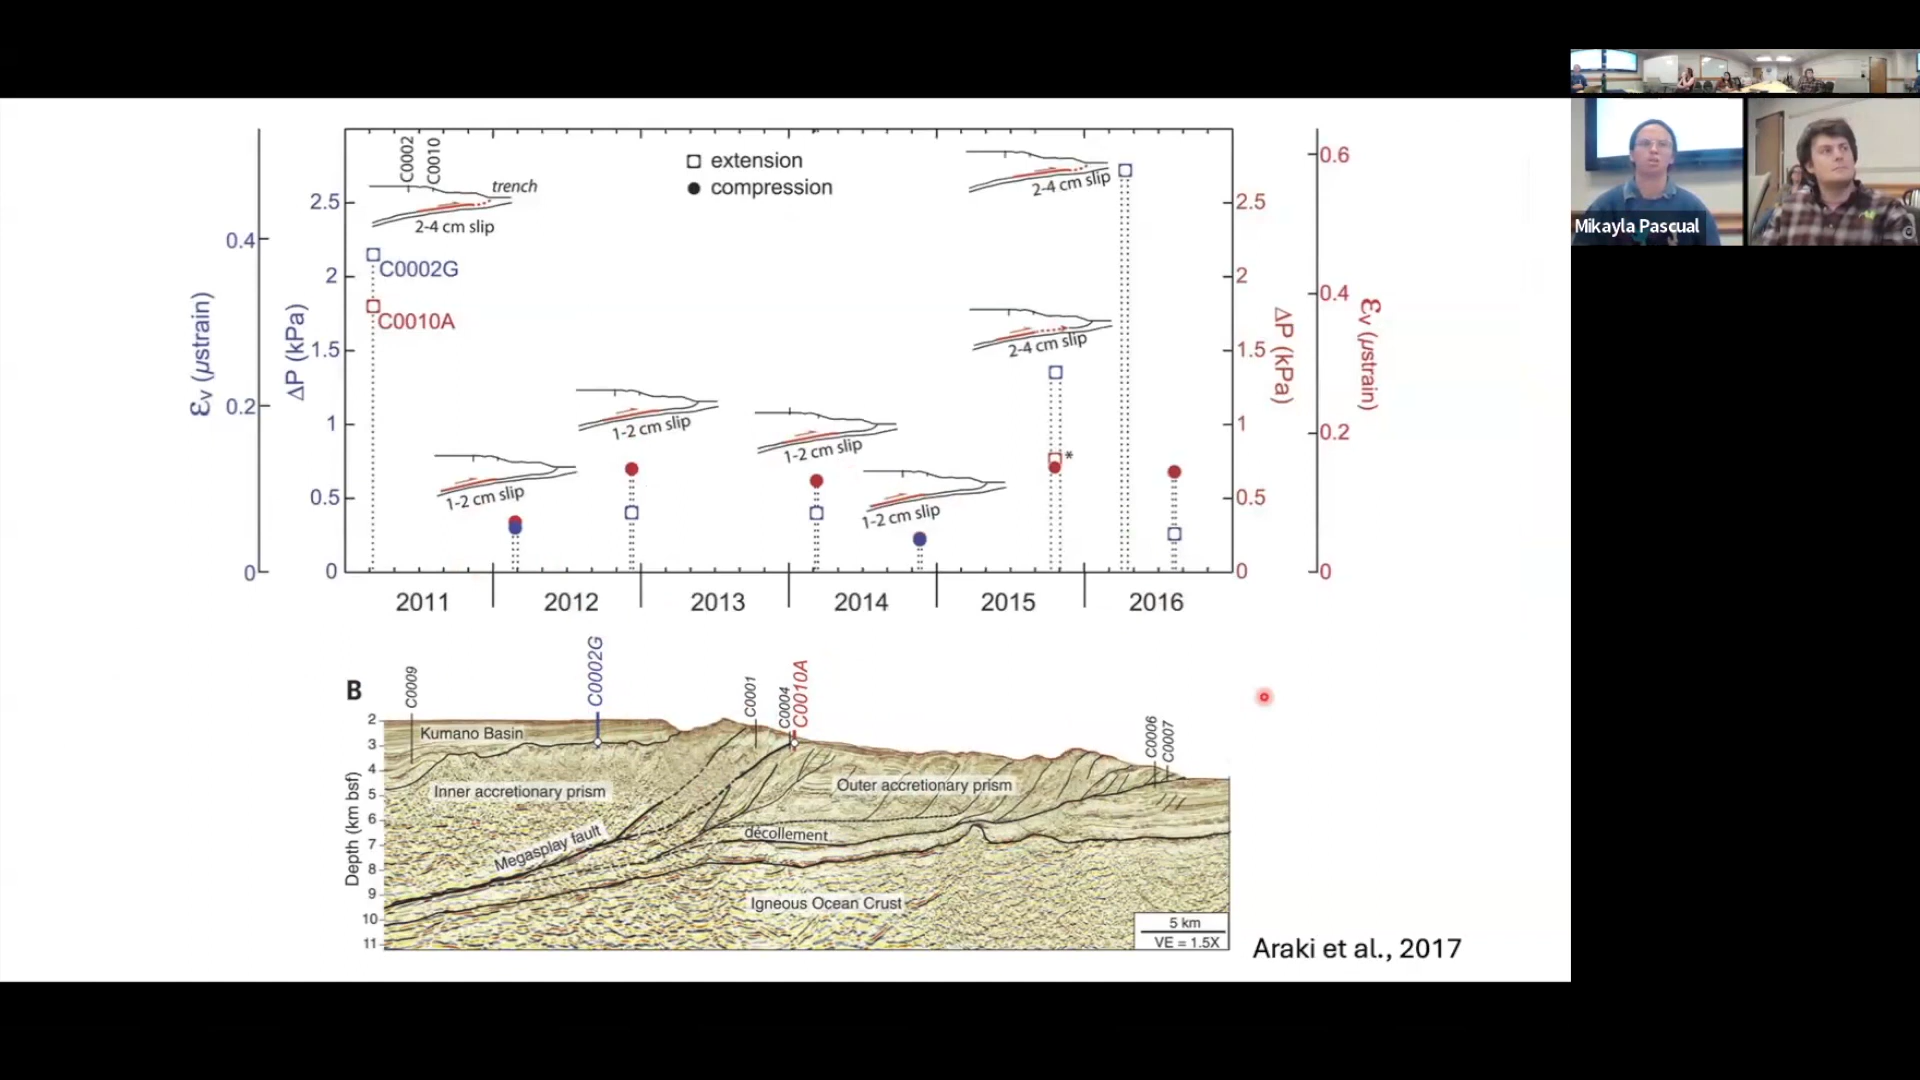 C0002
C0010
trench
2-4 cm slip
extension
compression
2-4 cm slip
C0002G
C0010A
2-4 cm slip
1-2 cm slip
1-2 cm slip
1-2 cm slip
1-2 cm slip
*
εv (μstrain)
0.4
0.2
0
ΔP (kPa)
2.5
2
1.5
1
0.5
0
2.5
2
1.5
1
0.5
0
ΔP (kPa)
0.6
0.4
0.2
0
εv (μstrain)
2011 2012 2013 2014 2015 2016
B
C0009
C0002G
C0001
C0004
C0010A
C0006
C0007
Depth (km bsf)
2
3
4
5
6
7
8
9
10
11
Kumano Basin
Inner accretionary prism
Outer accretionary prism
Megasplay fault
décollement
Igneous Ocean Crust
5 km
VE = 1.5X
Araki et al., 2017
Mikayla Pascual